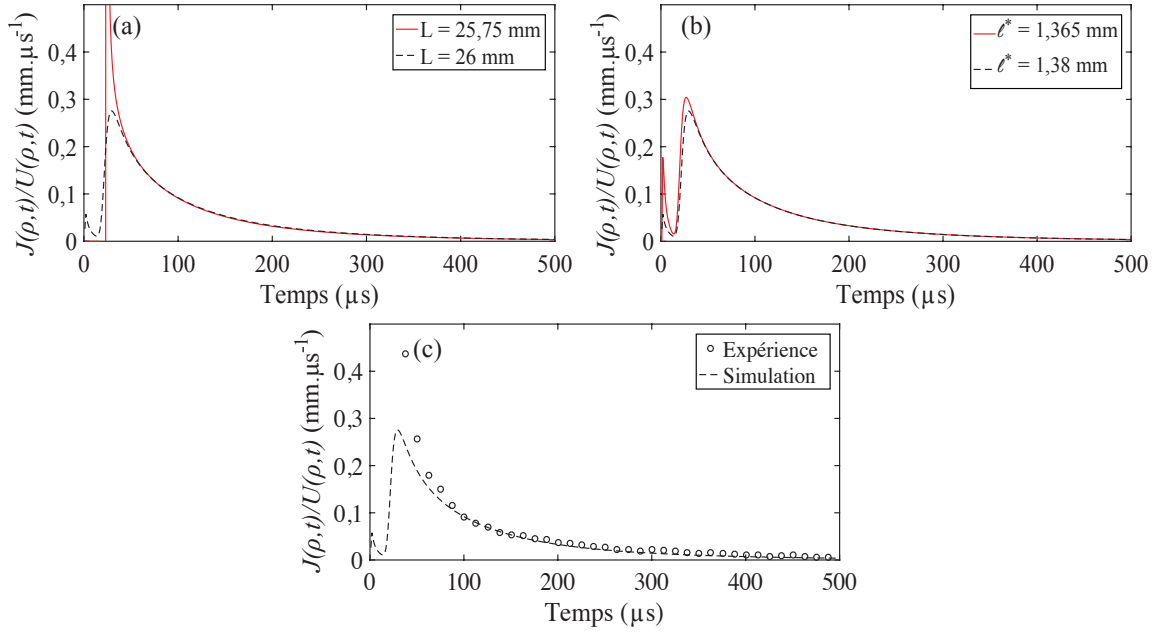 (a)
L = 25,75 mm
L = 26 mm
J(ρ,t)/U(ρ,t) (mm.µs⁻¹)
0,4
0,3
0,2
0,1
0
0 100 200 300 400 500
Temps (µs)
(b)
ℓ* = 1,365 mm
ℓ* = 1,38 mm
J(ρ,t)/U(ρ,t) (mm.µs⁻¹)
0,4
0,3
0,2
0,1
0
0 100 200 300 400 500
Temps (µs)
(c)
Expérience
Simulation
J(ρ,t)/U(ρ,t) (mm.µs⁻¹)
0,4
0,3
0,2
0,1
0
0 100 200 300 400 500
Temps (µs)